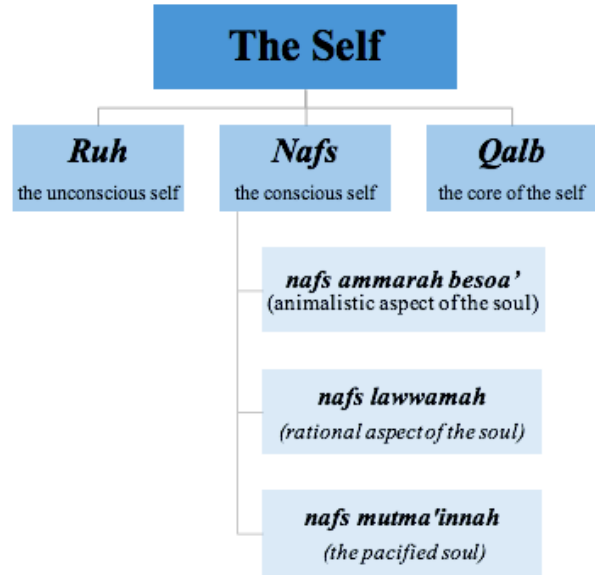 The Self
Ruh
the unconscious self
Nafs
the conscious self
Qalb
the core of the self
nafs ammarah besoa’
(animalistic aspect of the soul)
nafs lawwamah
(rational aspect of the soul)
nafs mutma'innah
(the pacified soul)